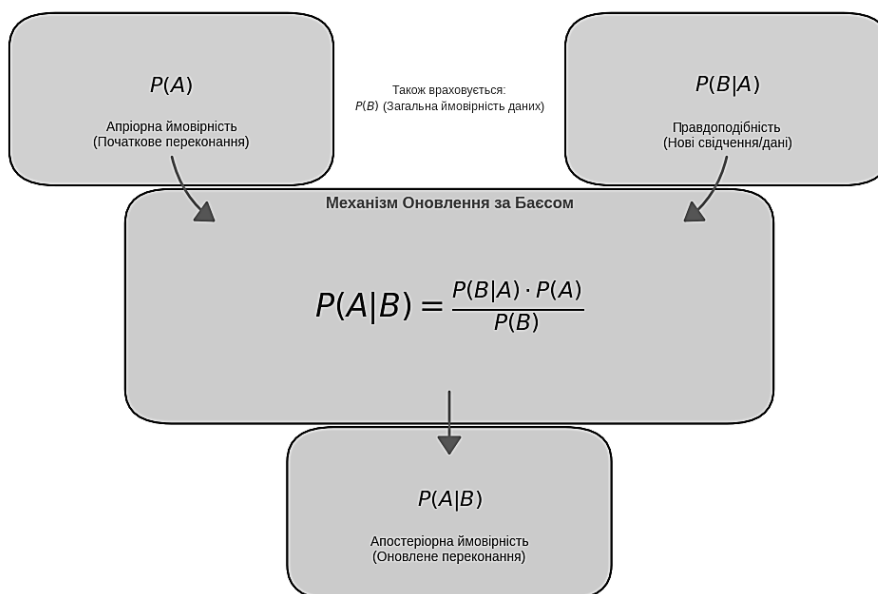 P(A)
Апріорна ймовірність
(Початкове переконання)
Також враховується:
P(B) (Загальна ймовірність даних)
P(B|A)
Правдоподібність
(Нові свідчення/дані)
Механізм Оновлення за Баєсом
P(A|B) = P(B|A) · P(A) / P(B)
P(A|B)
Апостеріорна ймовірність
(Оновлене переконання)